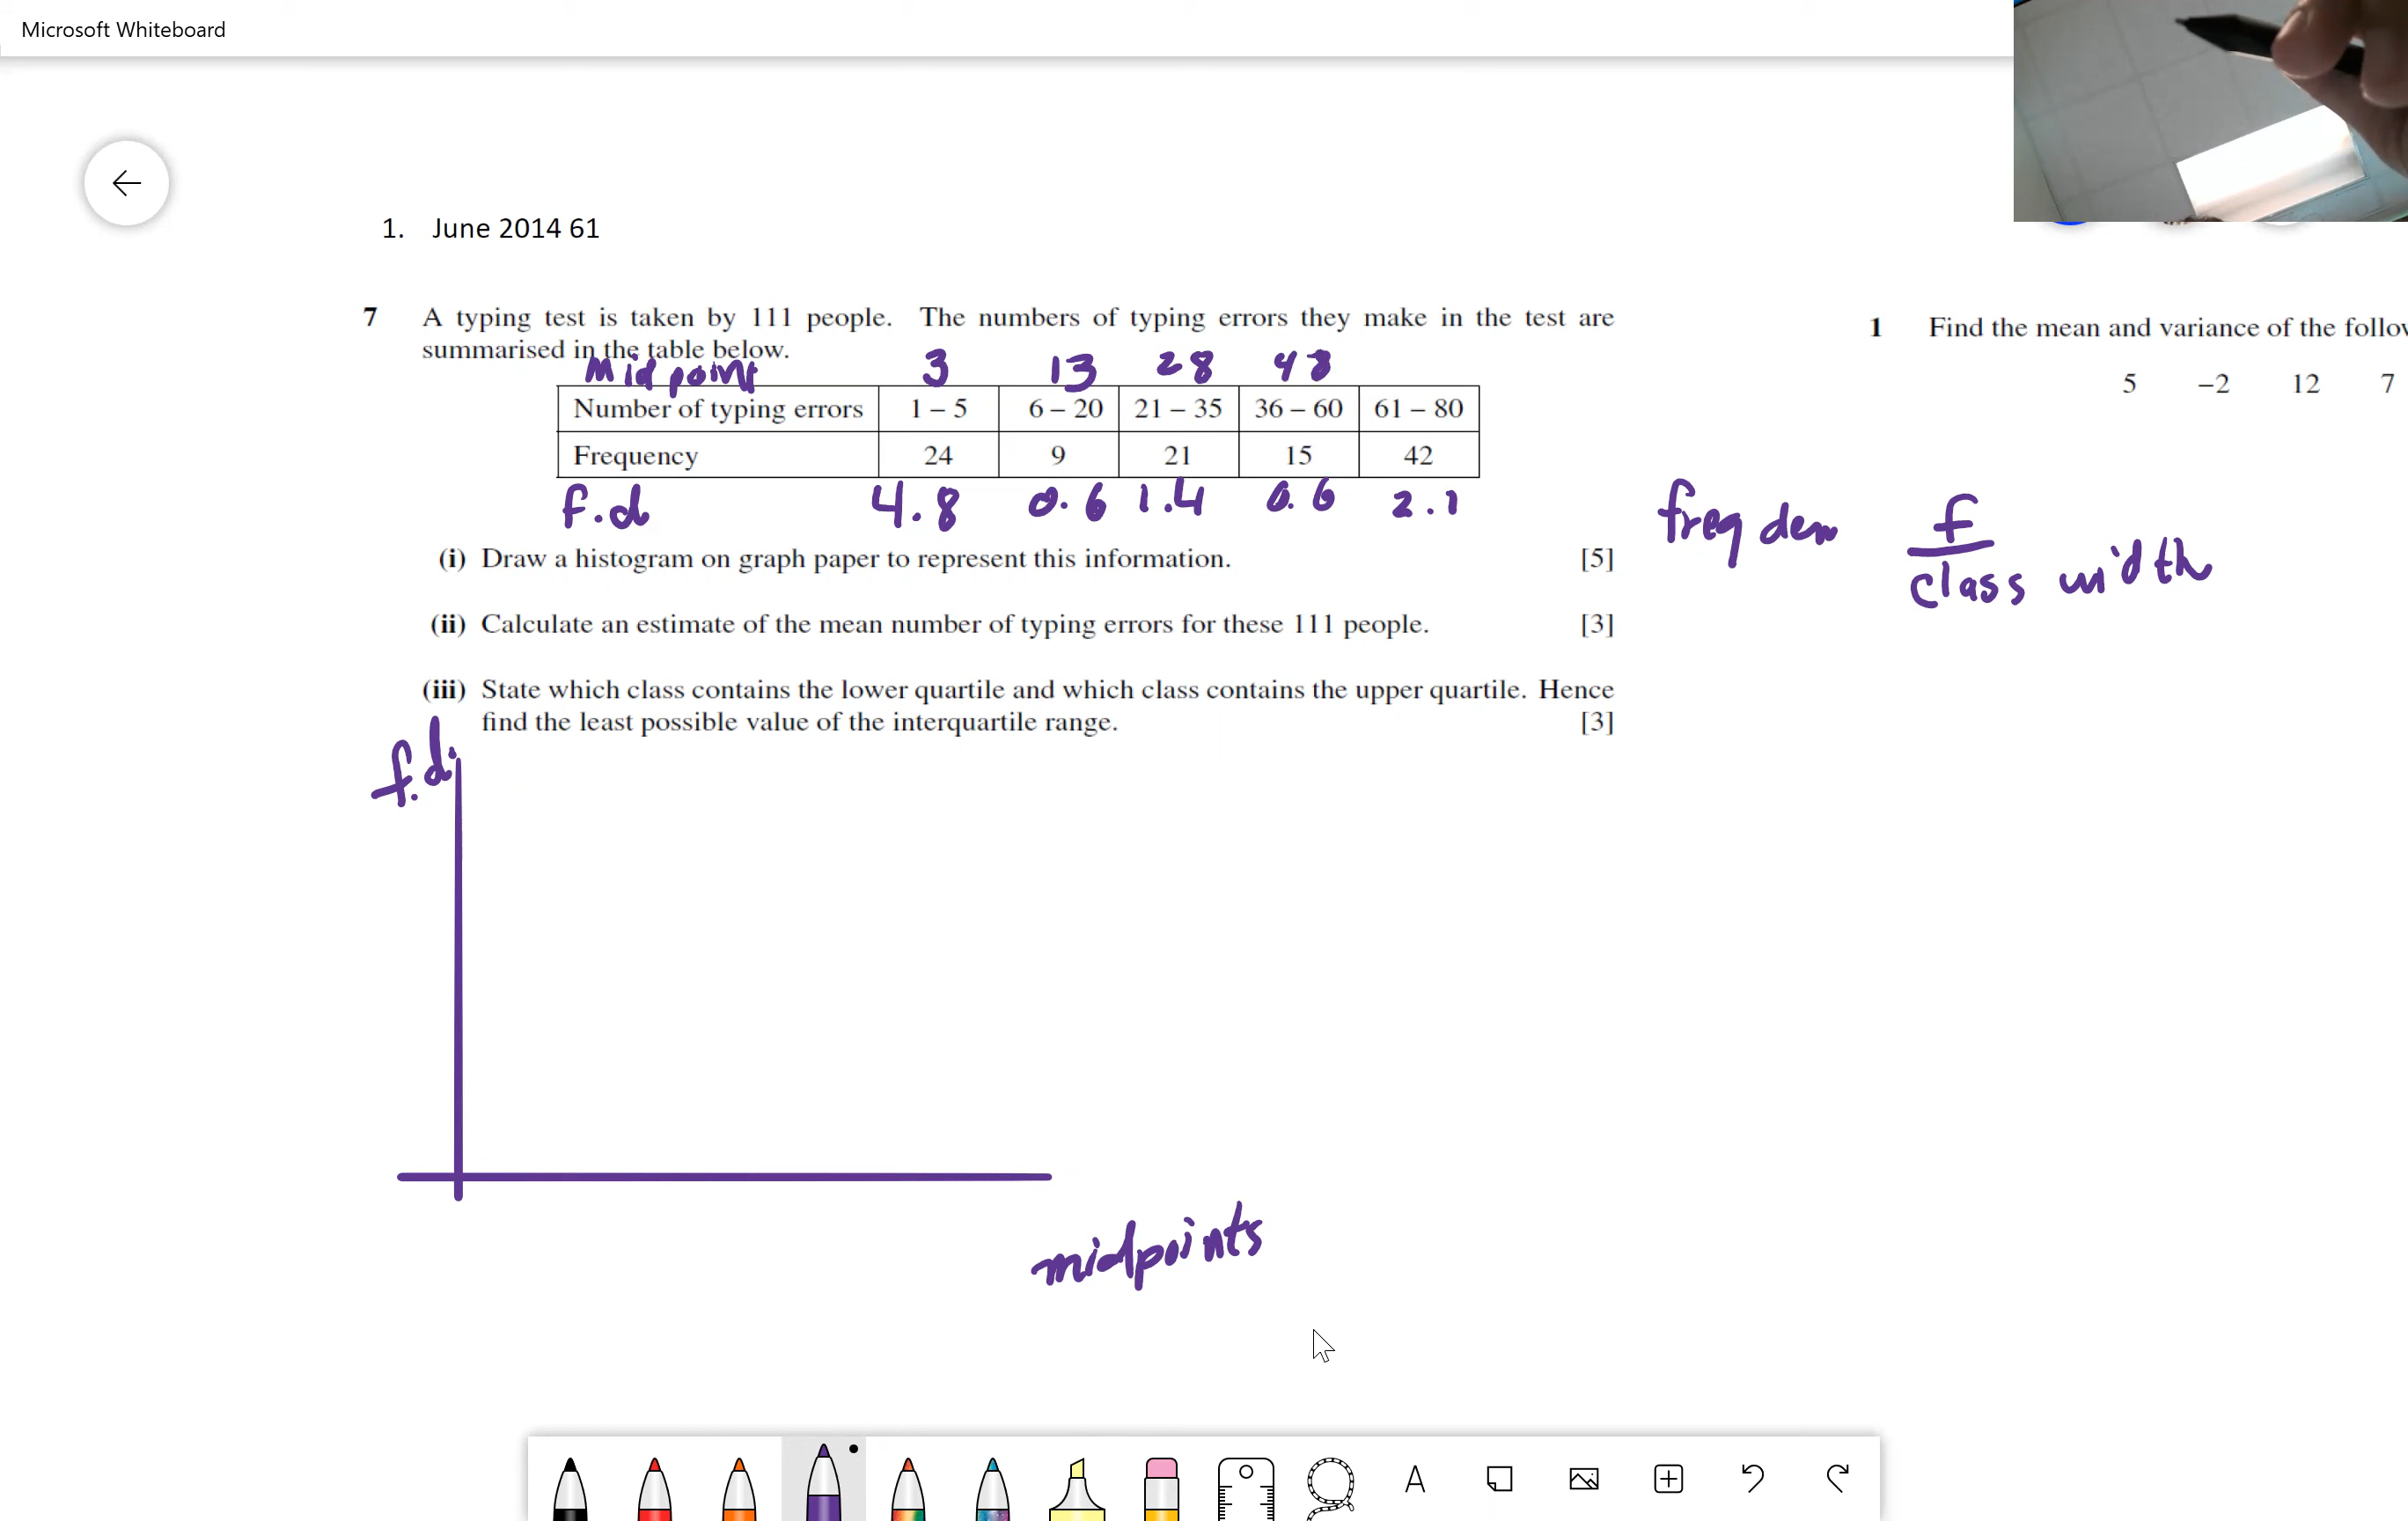 Microsoft Whiteboard
1. June 2014 61
7 A typing test is taken by 111 people. The numbers of typing errors they make in the test are
summarised in the table below.
Midpoint 3 13 28 48
Number of typing errors 1 – 5 6 – 20 21 – 35 36 – 60 61 – 80
Frequency 24 9 21 15 42
f.d 4.8 0.6 1.4 0.6 2.1
(i) Draw a histogram on graph paper to represent this information. [5]
(ii) Calculate an estimate of the mean number of typing errors for these 111 people. [3]
(iii) State which class contains the lower quartile and which class contains the upper quartile. Hence
find the least possible value of the interquartile range. [3]
f.d.
midpoints
1 Find the mean and variance of the follow
5 −2 12 7
freq den f
class width
A